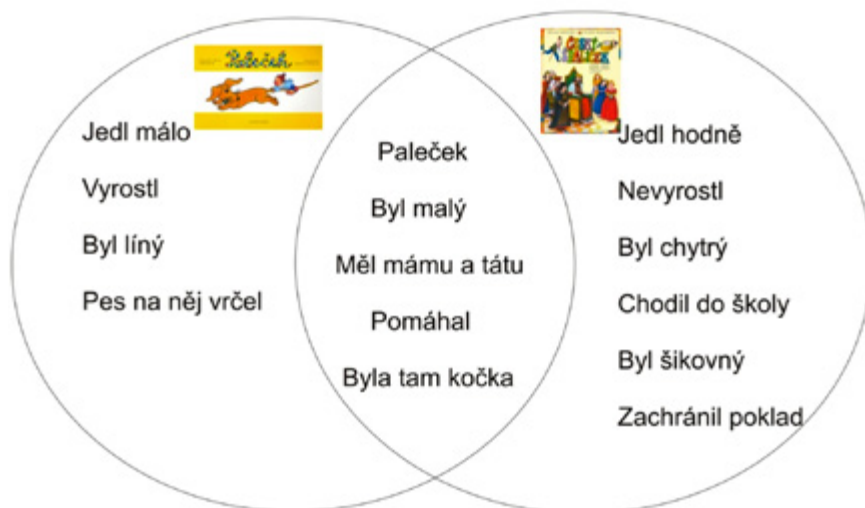 Paleček
Jedl málo
Vyrostl
Byl líný
Pes na něj vrčel
Paleček
Byl malý
Měl mámu a tátu
Pomáhal
Byla tam kočka
Jedl hodně
Nevyrostl
Byl chytrý
Chodil do školy
Byl šikovný
Zachránil poklad